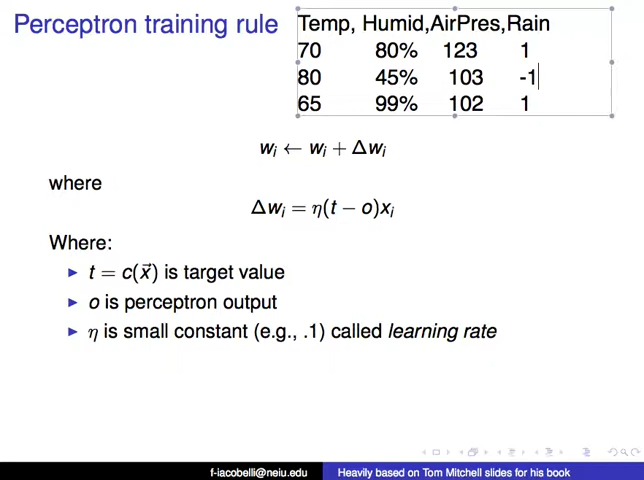 Perceptron training rule
Temp, Humid,AirPres,Rain
70 80% 123 1
80 45% 103 -1
65 99% 102 1
wᵢ ← wᵢ + Δwᵢ
where
Δwᵢ = η(t − o)xᵢ
Where:
► t = c(x⃗) is target value
► o is perceptron output
► η is small constant (e.g., .1) called learning rate
f-iacobelli@neiu.edu Heavily based on Tom Mitchell slides for his book